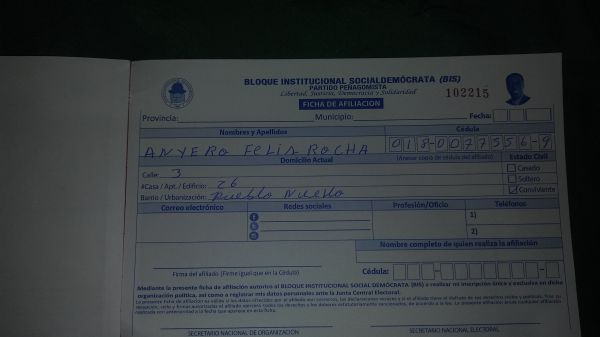 BLOQUE INSTITUCIONAL SOCIALDEMÓCRATA (BIS)
PARTIDO PEÑAGOMISTA
Libertad, Justicia, Democracia y Solidaridad
FICHA DE AFILIACION
102215
Provincia: Municipio: Fecha:
Nombres y Apellidos Cédula
ANYERO FELIS ROCHA 018-0077556-9
Domicilio Actual (Anexar copia de cédula del afiliado) Estado Civil
Calle: 3 Casado
#Casa / Apt. / Edificio: 26 Soltero
Barrio / Urbanización: Pueblo Nuevo Conviviente
Correo electrónico Redes sociales Profesión/Oficio Teléfonos
1)
2)
Nombre completo de quien realiza la afiliación
Firma del afiliado (Firme igual que en la Cédula) Cédula:
Mediante la presente ficha de afiliación autorizo al BLOQUE INSTITUCIONAL SOCIAL DEMÓCRATA (BIS) a realizar mi inscripción única y exclusiva en dicha
organización política, así como a registrar mis datos personales ante la Junta Central Electoral.
SECRETARIO NACIONAL DE ORGANIZACIÓN SECRETARIO NACIONAL ELECTORAL